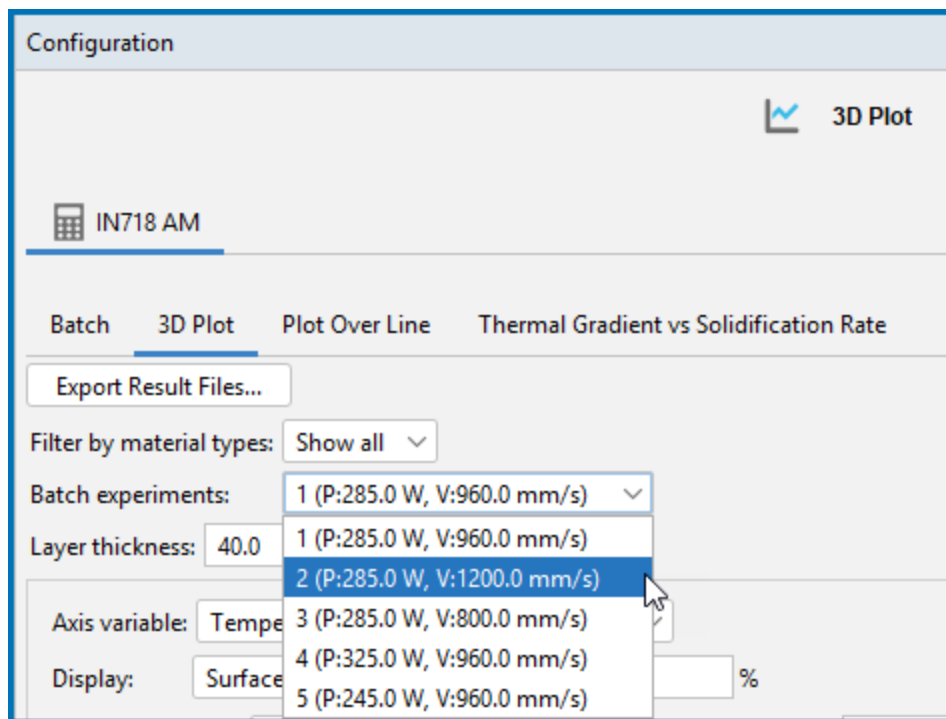 Configuration
3D Plot
IN718 AM
Batch 3D Plot Plot Over Line Thermal Gradient vs Solidification Rate
Export Result Files...
Filter by material types: Show all
Batch experiments: 1 (P:285.0 W, V:960.0 mm/s)
1 (P:285.0 W, V:960.0 mm/s)
Layer thickness: 40.0
2 (P:285.0 W, V:1200.0 mm/s)
3 (P:285.0 W, V:800.0 mm/s)
Axis variable:
4 (P:325.0 W, V:960.0 mm/s)
Display: Surface %
5 (P:245.0 W, V:960.0 mm/s)